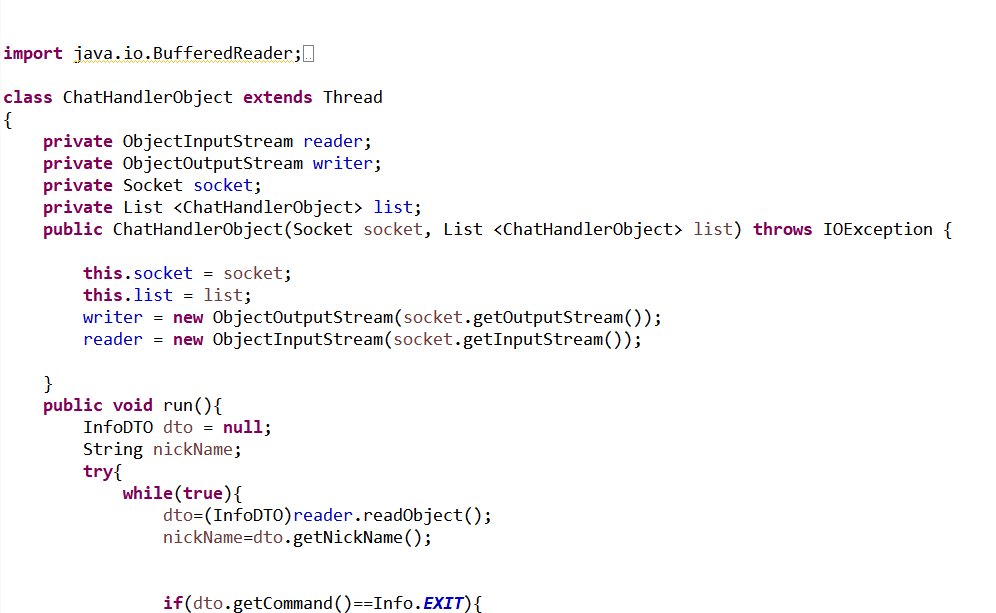 import java.io.BufferedReader;
class ChatHandlerObject extends Thread
{
private ObjectInputStream reader;
private ObjectOutputStream writer;
private Socket socket;
private List <ChatHandlerObject> list;
public ChatHandlerObject(Socket socket, List <ChatHandlerObject> list) throws IOException {
this.socket = socket;
this.list = list;
writer = new ObjectOutputStream(socket.getOutputStream());
reader = new ObjectInputStream(socket.getInputStream());
}
public void run(){
InfoDTO dto = null;
String nickName;
try{
while(true){
dto=(InfoDTO)reader.readObject();
nickName=dto.getNickName();
if(dto.getCommand()==Info.EXIT){